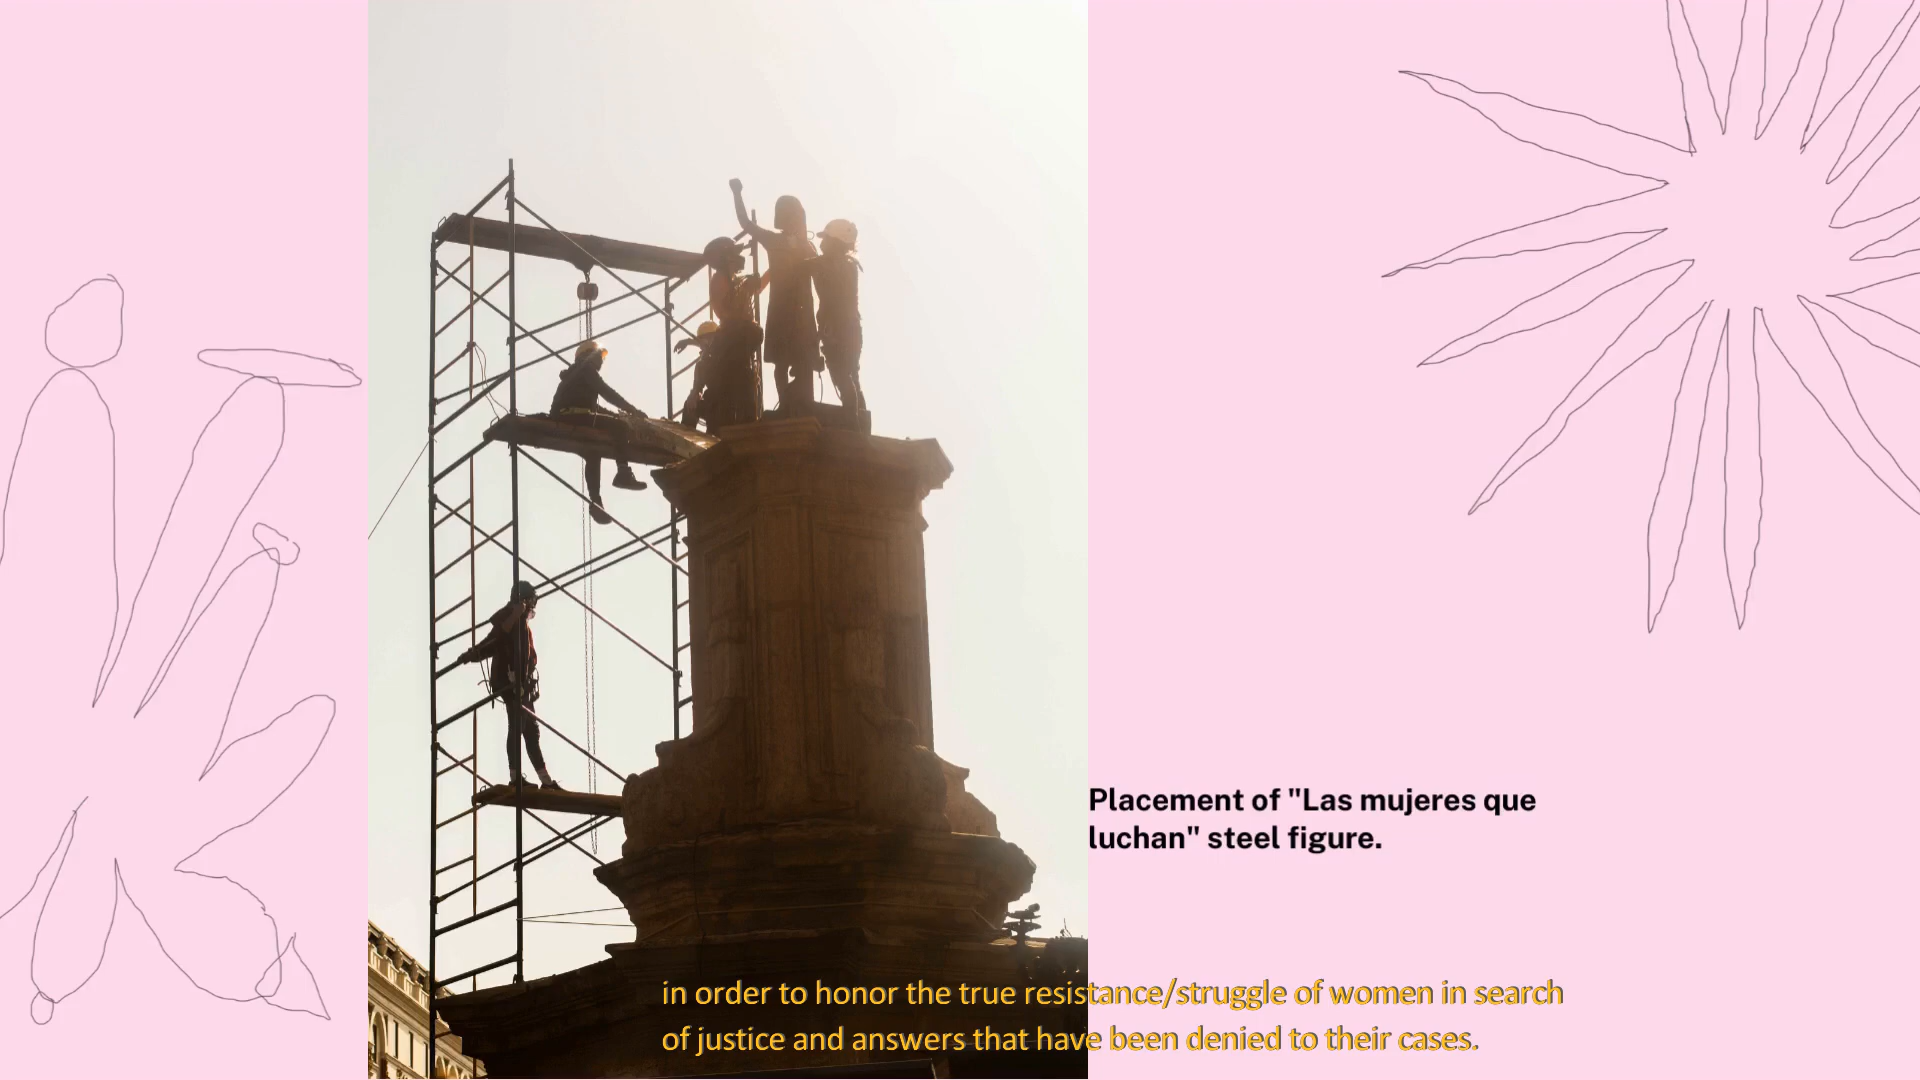 Placement of "Las mujeres que
luchan" steel figure.
in order to honor the true resistance/struggle of women in search
of justice and answers that have been denied to their cases.